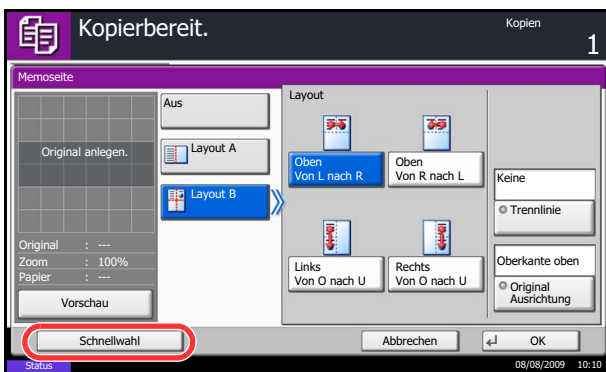 Kopierbereit.
Kopien
1
Memoseite
Original anlegen.
Original : ---
Zoom : 100%
Papier : ---
Vorschau
Aus
Layout A
Layout B
Layout
Oben
Von L nach R
Oben
Von R nach L
Links
Von O nach U
Rechts
Von O nach U
Keine
Trennlinie
Oberkante oben
Original
Ausrichtung
Schnellwahl
Abbrechen
OK
Status
08/08/2009 10:10